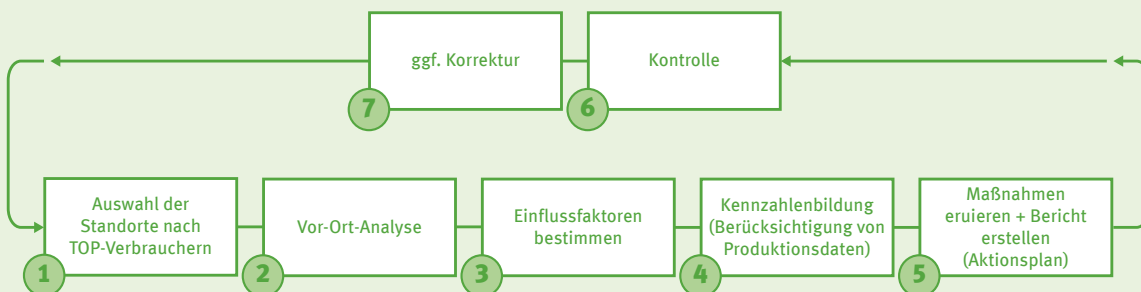 ggf. Korrektur
7
Kontrolle
6
Auswahl der
Standorte nach
TOP-Verbrauchern
1
Vor-Ort-Analyse
2
Einflussfaktoren
bestimmen
3
Kennzahlenbildung
(Berücksichtigung von
Produktionsdaten)
4
Maßnahmen
eruieren + Bericht
erstellen
(Aktionsplan)
5